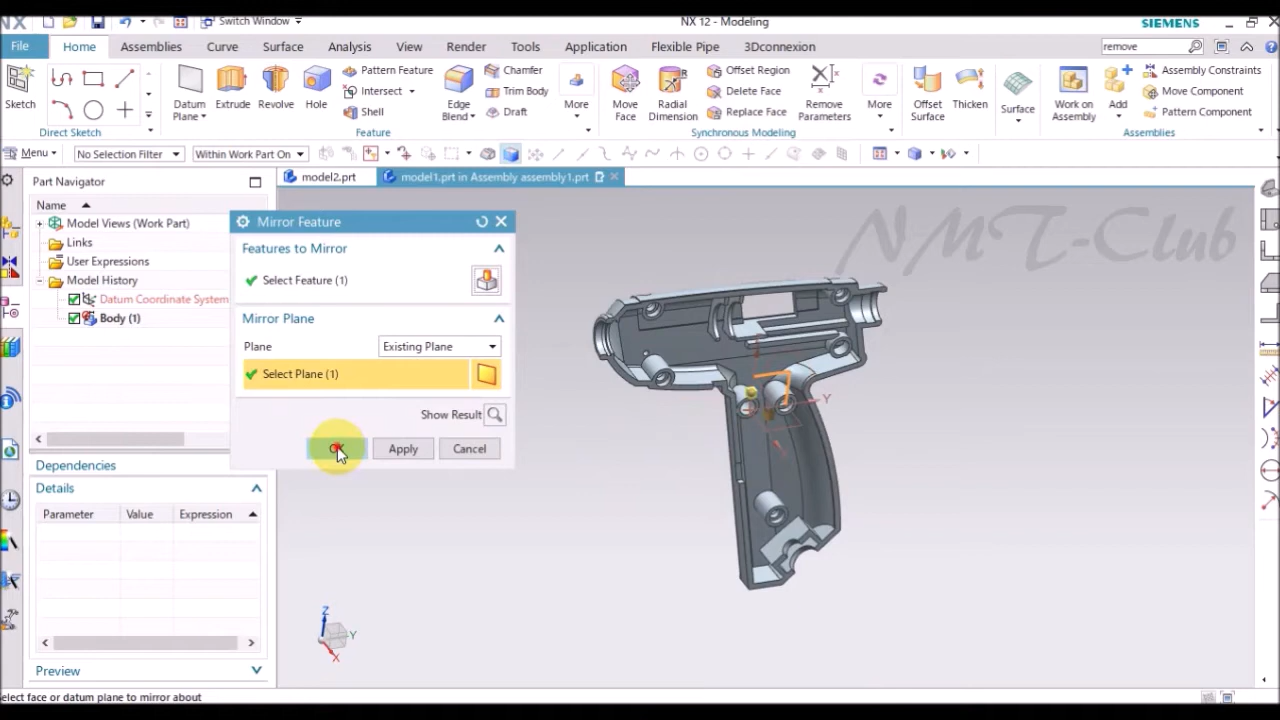 NX
Switch Window
NX 12 - Modeling
SIEMENS
File
Home
Assemblies
Curve
Surface
Analysis
View
Render
Tools
Application
Flexible Pipe
3Dconnexion
remove
Sketch
Direct Sketch
Datum
Plane
Extrude
Revolve
Hole
Pattern Feature
Intersect
Shell
Edge
Blend
Chamfer
Trim Body
Draft
More
Feature
Move
Face
Radial
Dimension
Offset Region
Delete Face
Replace Face
Remove
Parameters
More
Synchronous Modeling
Offset
Surface
Thicken
Surface
Work on
Assembly
Add
Assembly Constraints
Move Component
Pattern Component
Assemblies
Menu
No Selection Filter
Within Work Part On
Part Navigator
model2.prt
model1.prt in Assembly assembly1.prt
Name
Model Views (Work Part)
Links
User Expressions
Model History
Datum Coordinate System
Body (1)
Mirror Feature
Features to Mirror
Select Feature (1)
Mirror Plane
Plane
Existing Plane
Select Plane (1)
Show Result
OK
Apply
Cancel
Dependencies
Details
Parameter
Value
Expression
Preview
NMT-Club
Y
Z
Y
X
elect face or datum plane to mirror about